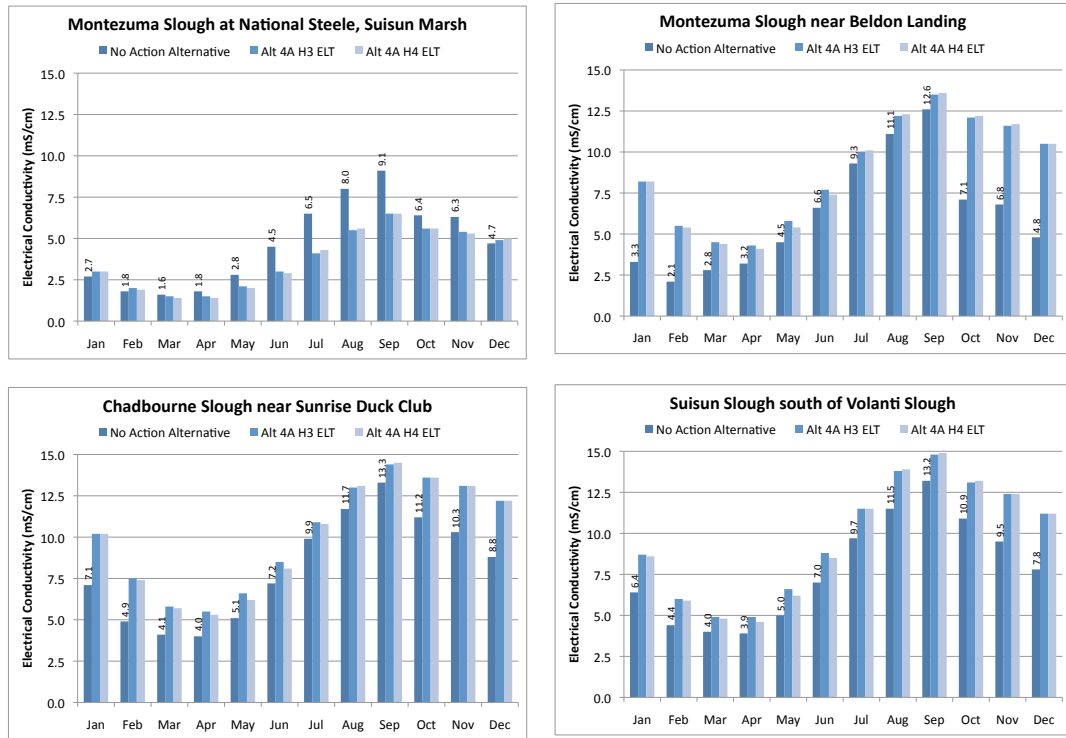 Montezuma Slough at National Steele, Suisun Marsh
No Action Alternative Alt 4A H3 ELT Alt 4A H4 ELT
Electrical Conductivity (mS/cm)
15.0
12.5
10.0
7.5
5.0
2.5
0.0
2.7 1.8 1.6 1.8 2.8 4.5 6.5 8.0 9.1 6.4 6.3 4.7
Jan Feb Mar Apr May Jun Jul Aug Sep Oct Nov Dec
Montezuma Slough near Beldon Landing
No Action Alternative Alt 4A H3 ELT Alt 4A H4 ELT
Electrical Conductivity (mS/cm)
15.0
12.5
10.0
7.5
5.0
2.5
0.0
3.3 2.1 2.8 3.2 4.5 6.6 9.3 11.1 12.6 7.1 6.8 4.8
Jan Feb Mar Apr May Jun Jul Aug Sep Oct Nov Dec
Chadbourne Slough near Sunrise Duck Club
No Action Alternative Alt 4A H3 ELT Alt 4A H4 ELT
Electrical Conductivity (mS/cm)
15.0
12.5
10.0
7.5
5.0
2.5
0.0
7.1 4.9 4.1 4.0 5.1 7.2 9.9 11.7 13.3 11.2 10.3 8.8
Jan Feb Mar Apr May Jun Jul Aug Sep Oct Nov Dec
Suisun Slough south of Volanti Slough
No Action Alternative Alt 4A H3 ELT Alt 4A H4 ELT
Electrical Conductivity (mS/cm)
15.0
12.5
10.0
7.5
5.0
2.5
0.0
6.4 4.4 4.0 3.9 5.0 7.0 9.7 11.5 13.2 10.9 9.5 7.8
Jan Feb Mar Apr May Jun Jul Aug Sep Oct Nov Dec